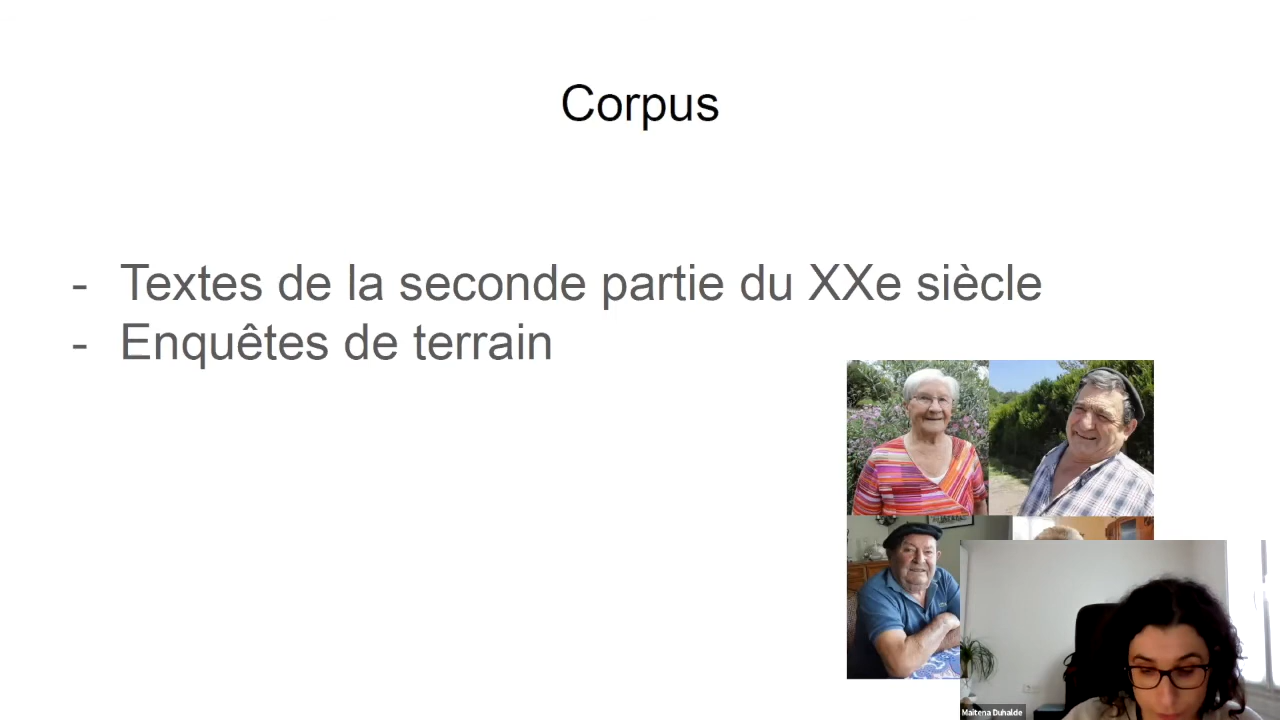 Corpus
- Textes de la seconde partie du XXe siècle
- Enquêtes de terrain
Maitena Duhalde